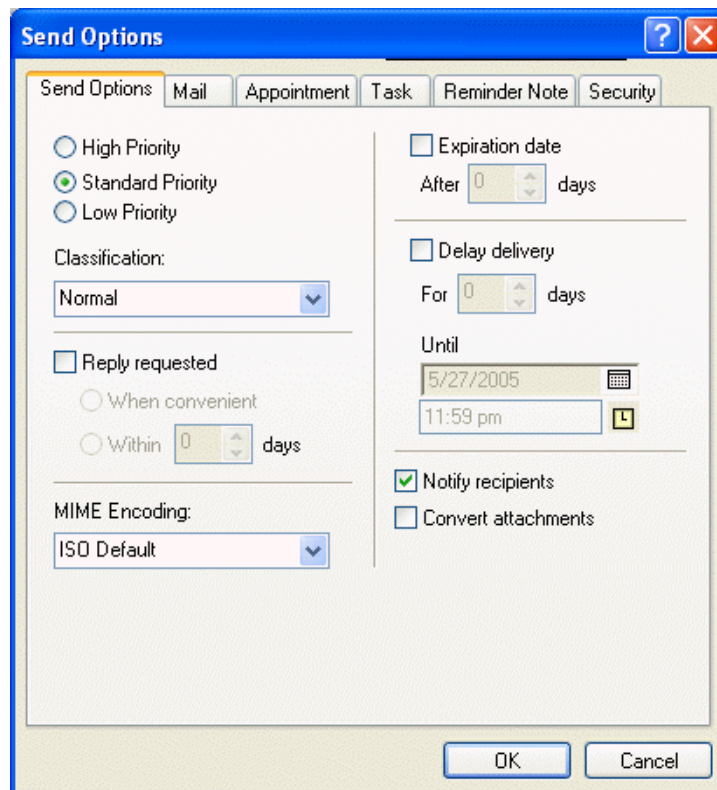 Send Options
Send Options Mail Appointment Task Reminder Note Security
High Priority
Standard Priority
Low Priority
Classification:
Normal
Reply requested
When convenient
Within 0 days
MIME Encoding:
ISO Default
Expiration date
After 0 days
Delay delivery
For 0 days
Until
5/27/2005
11:59 pm
Notify recipients
Convert attachments
OK Cancel